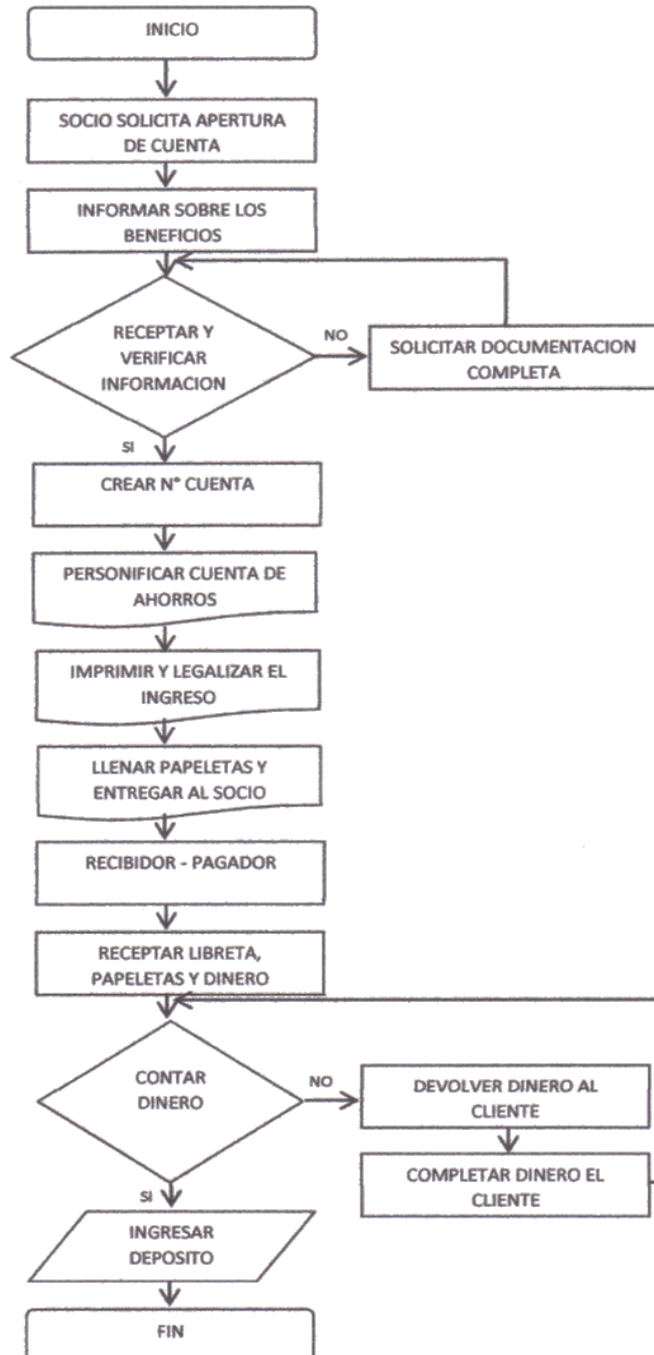 INICIO
SOCIO SOLICITA APERTURA
DE CUENTA
INFORMAR SOBRE LOS
BENEFICIOS
RECEPTAR Y
VERIFICAR
INFORMACION
NO
SOLICITAR DOCUMENTACION
COMPLETA
SI
CREAR N° CUENTA
PERSONIFICAR CUENTA DE
AHORROS
IMPRIMIR Y LEGALIZAR EL
INGRESO
LLENAR PAPELETAS Y
ENTREGAR AL SOCIO
RECIBIDOR - PAGADOR
RECEPTAR LIBRETA,
PAPELETAS Y DINERO
CONTAR
DINERO
NO
DEVOLVER DINERO AL
CLIENTE
COMPLETAR DINERO EL
CLIENTE
SI
INGRESAR
DEPOSITO
FIN